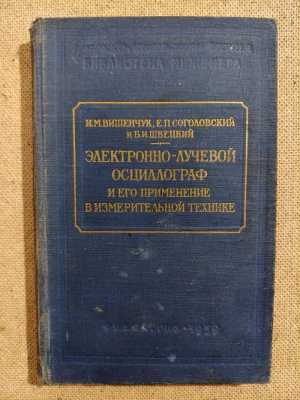 БИБЛИОТЕКА ИНЖЕНЕРА
И.М.ВИШЕНЧУК, Е.П.СОГОЛОВСКИЙ
И Б.И.ШВЕЦКИЙ
ЭЛЕКТРОННО-ЛУЧЕВОЙ
ОСЦИЛЛОГРАФ
И ЕГО ПРИМЕНЕНИЕ
В ИЗМЕРИТЕЛЬНОЙ ТЕХНИКЕ